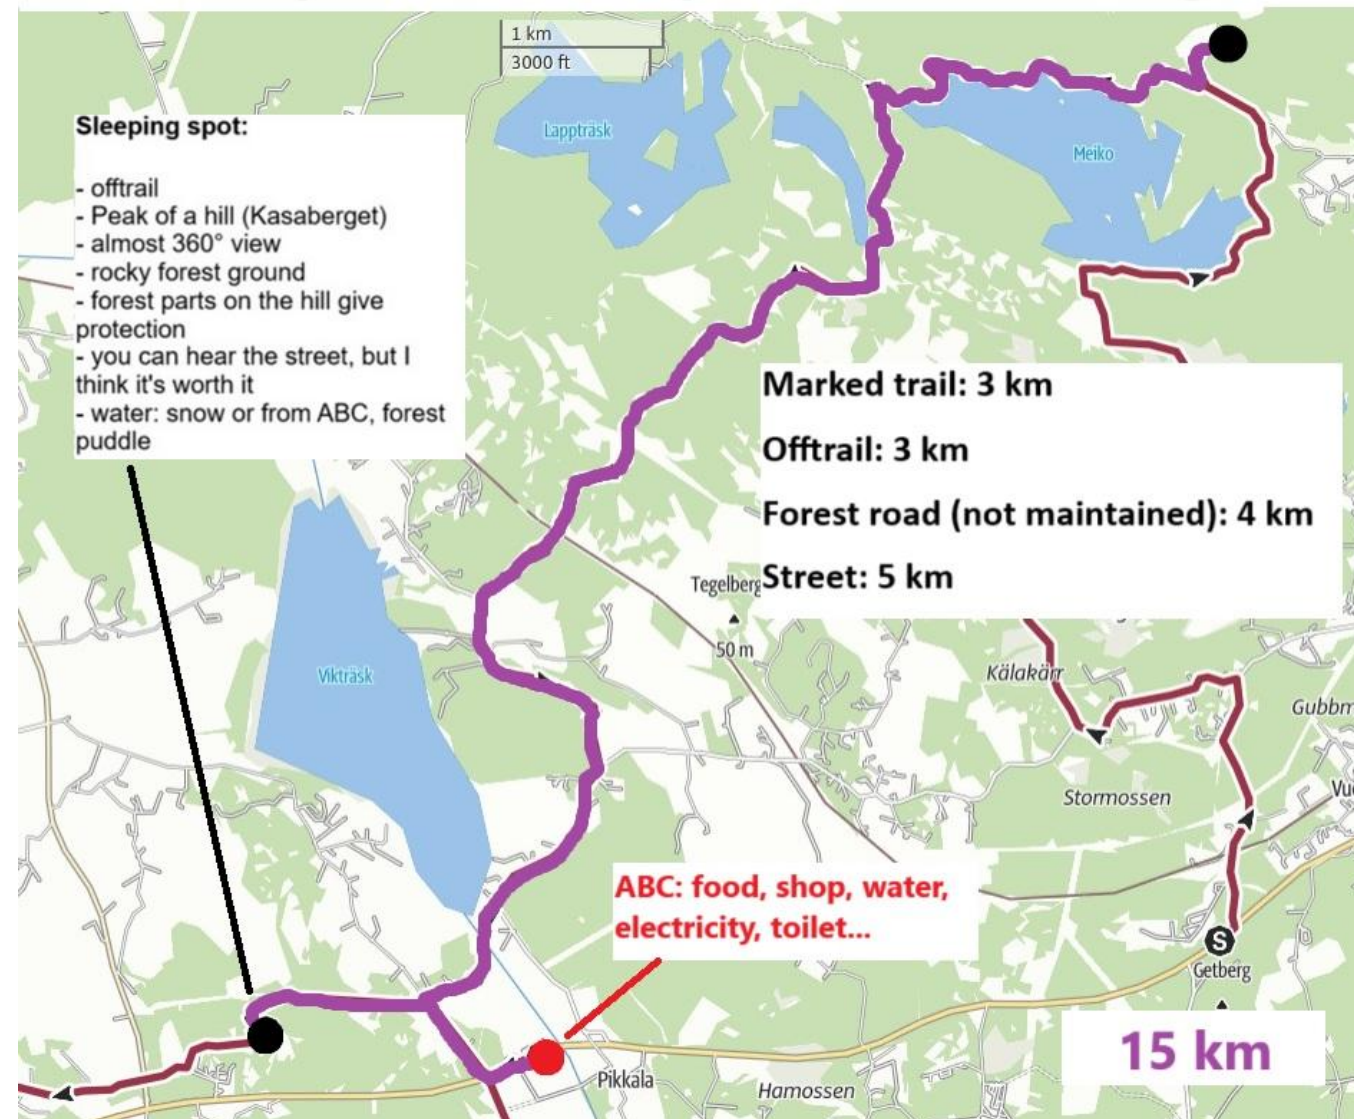 1 km
3000 ft
Sleeping spot:
- offtrail
- Peak of a hill (Kasaberget)
- almost 360° view
- rocky forest ground
- forest parts on the hill give
protection
- you can hear the street, but I
think it's worth it
- water: snow or from ABC, forest
puddle
Lappträsk
Meiko
Marked trail: 3 km
Offtrail: 3 km
Forest road (not maintained): 4 km
Street: 5 km
Tegelberg
50 m
Vikträsk
Kälakärr
Gubbm
Stormossen
Vu
ABC: food, shop, water,
electricity, toilet...
S
Getberg
15 km
Pikkala
Hamossen